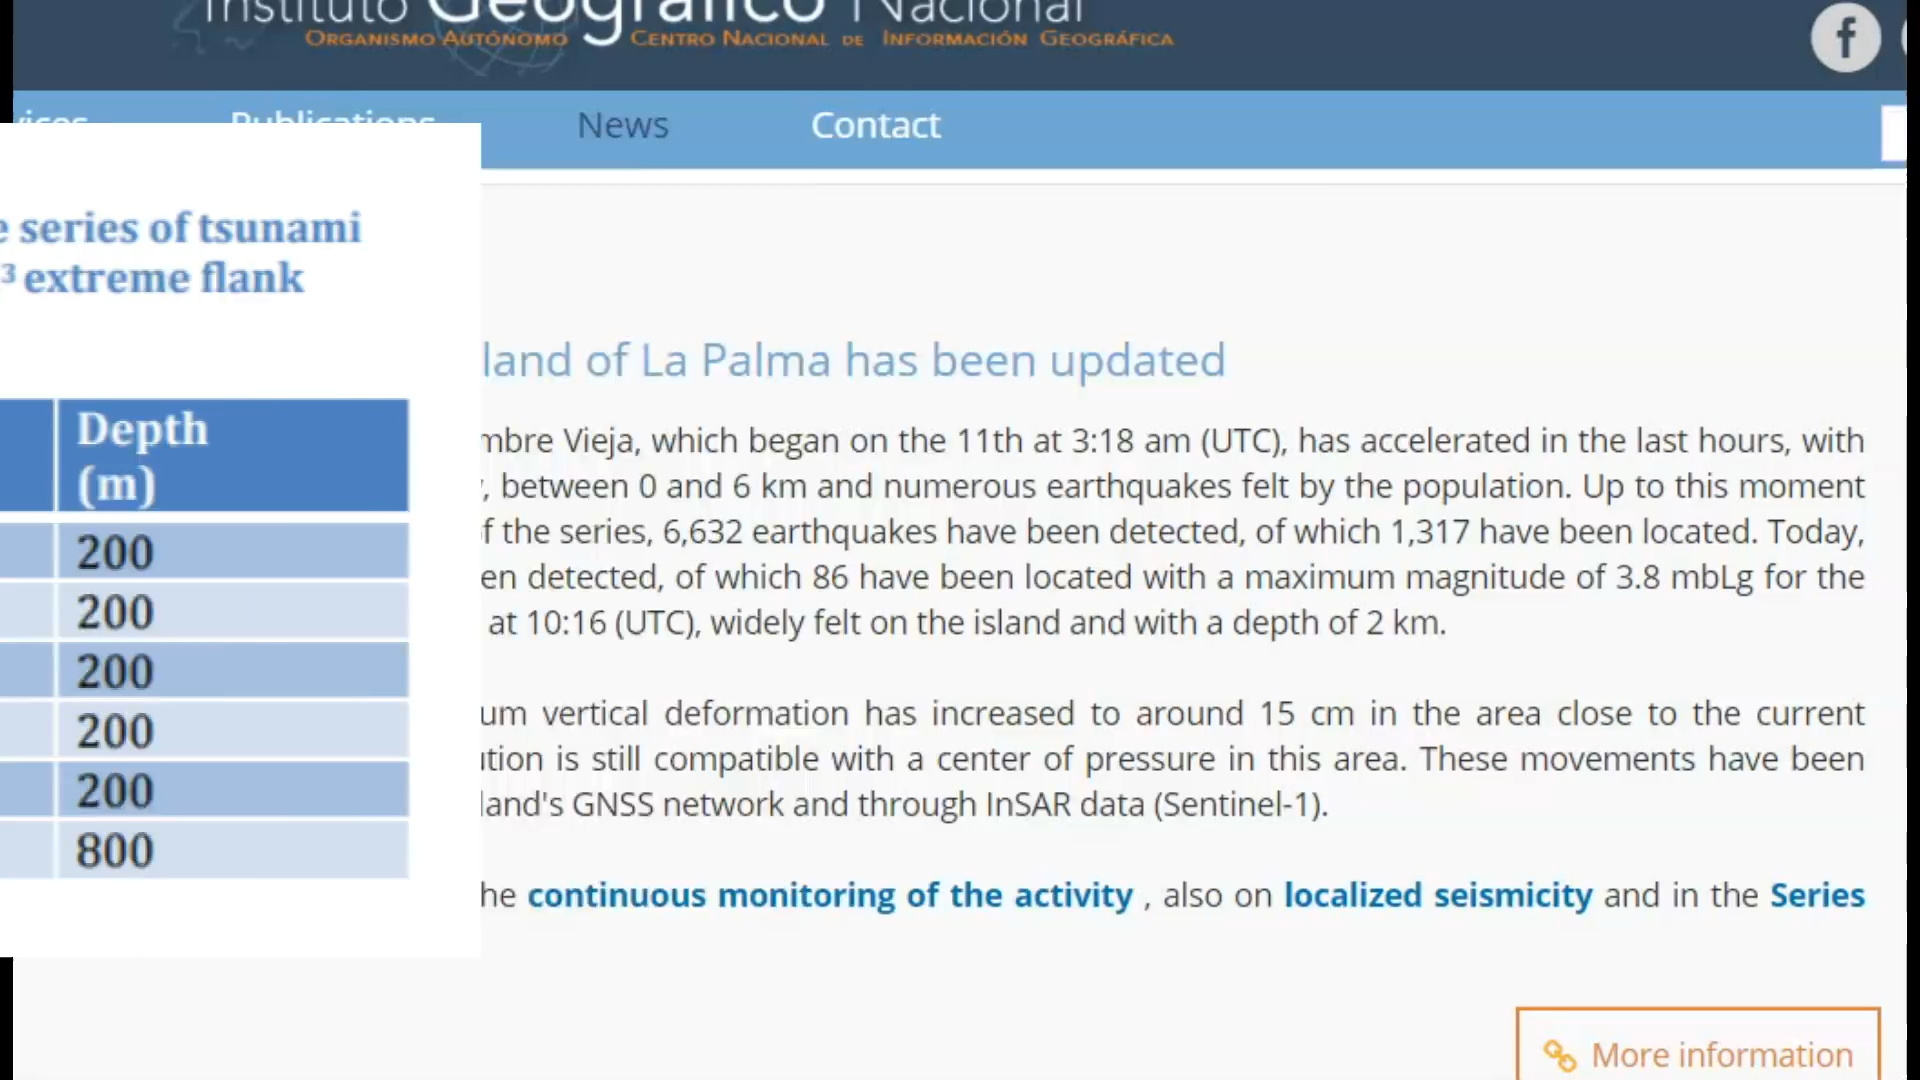 Instituto Geográfico Nacional
ORGANISMO AUTÓNOMO CENTRO NACIONAL DE INFORMACIÓN GEOGRÁFICA
f
Publications News Contact
series of tsunami
3 extreme flank
land of La Palma has been updated
Depth
(m)
200
200
200
200
200
800
mbre Vieja, which began on the 11th at 3:18 am (UTC), has accelerated in the last hours, with
, between 0 and 6 km and numerous earthquakes felt by the population. Up to this moment
f the series, 6,632 earthquakes have been detected, of which 1,317 have been located. Today,
en detected, of which 86 have been located with a maximum magnitude of 3.8 mbLg for the
at 10:16 (UTC), widely felt on the island and with a depth of 2 km.
um vertical deformation has increased to around 15 cm in the area close to the current
ution is still compatible with a center of pressure in this area. These movements have been
land's GNSS network and through InSAR data (Sentinel-1).
he continuous monitoring of the activity , also on localized seismicity and in the Series
More information